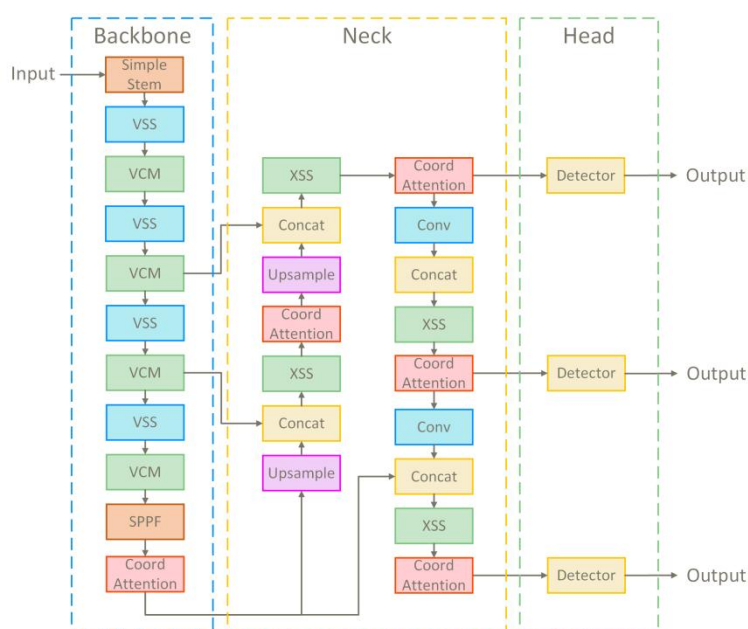 Backbone
Neck
Head
Input
Simple
Stem
VSS
VCM
VSS
VCM
VSS
VCM
VSS
VCM
SPPF
Coord
Attention
XSS
Concat
Upsample
Coord
Attention
XSS
Concat
Upsample
Coord
Attention
Conv
Concat
XSS
Coord
Attention
Conv
Concat
XSS
Coord
Attention
Detector
Output
Detector
Output
Detector
Output